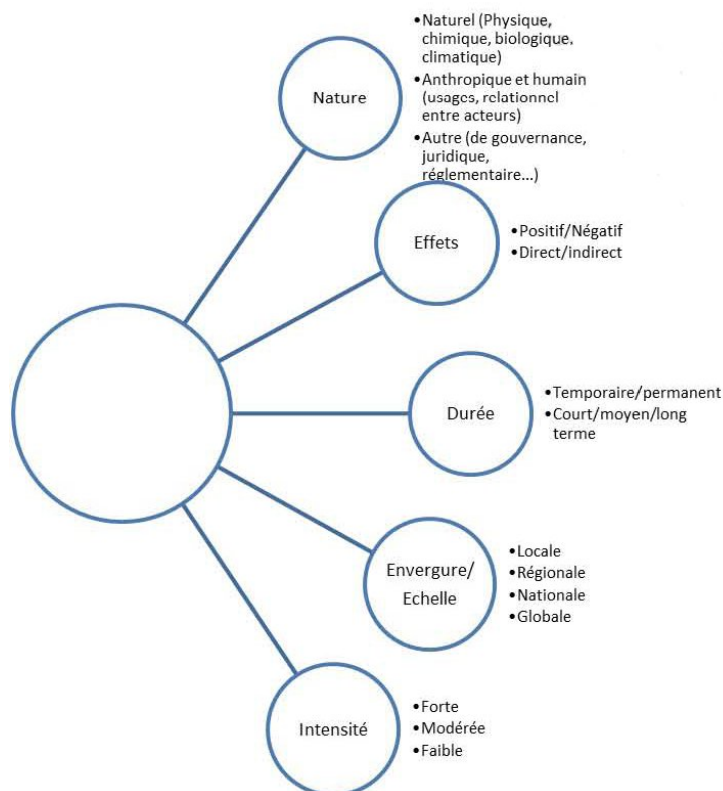 Nature
•Naturel (Physique,
chimique, biologique,
climatique)
•Anthropique et humain
(usages, relationnel
entre acteurs)
•Autre (de gouvernance,
juridique,
réglementaire...)
Effets
•Positif/Négatif
•Direct/indirect
Durée
•Temporaire/permanent
•Court/moyen/long
terme
Envergure/
Echelle
•Locale
•Régionale
•Nationale
•Globale
Intensité
•Forte
•Modérée
•Faible